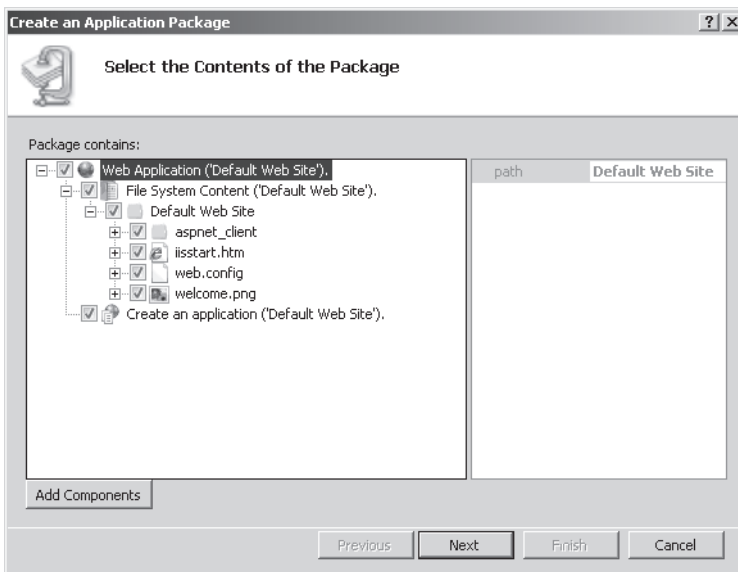 Create an Application Package
Select the Contents of the Package
Package contains:
Web Application ('Default Web Site').
File System Content ('Default Web Site').
Default Web Site
aspnet_client
iisstart.htm
web.config
welcome.png
Create an application ('Default Web Site').
path Default Web Site
Add Components
Previous Next Finish Cancel